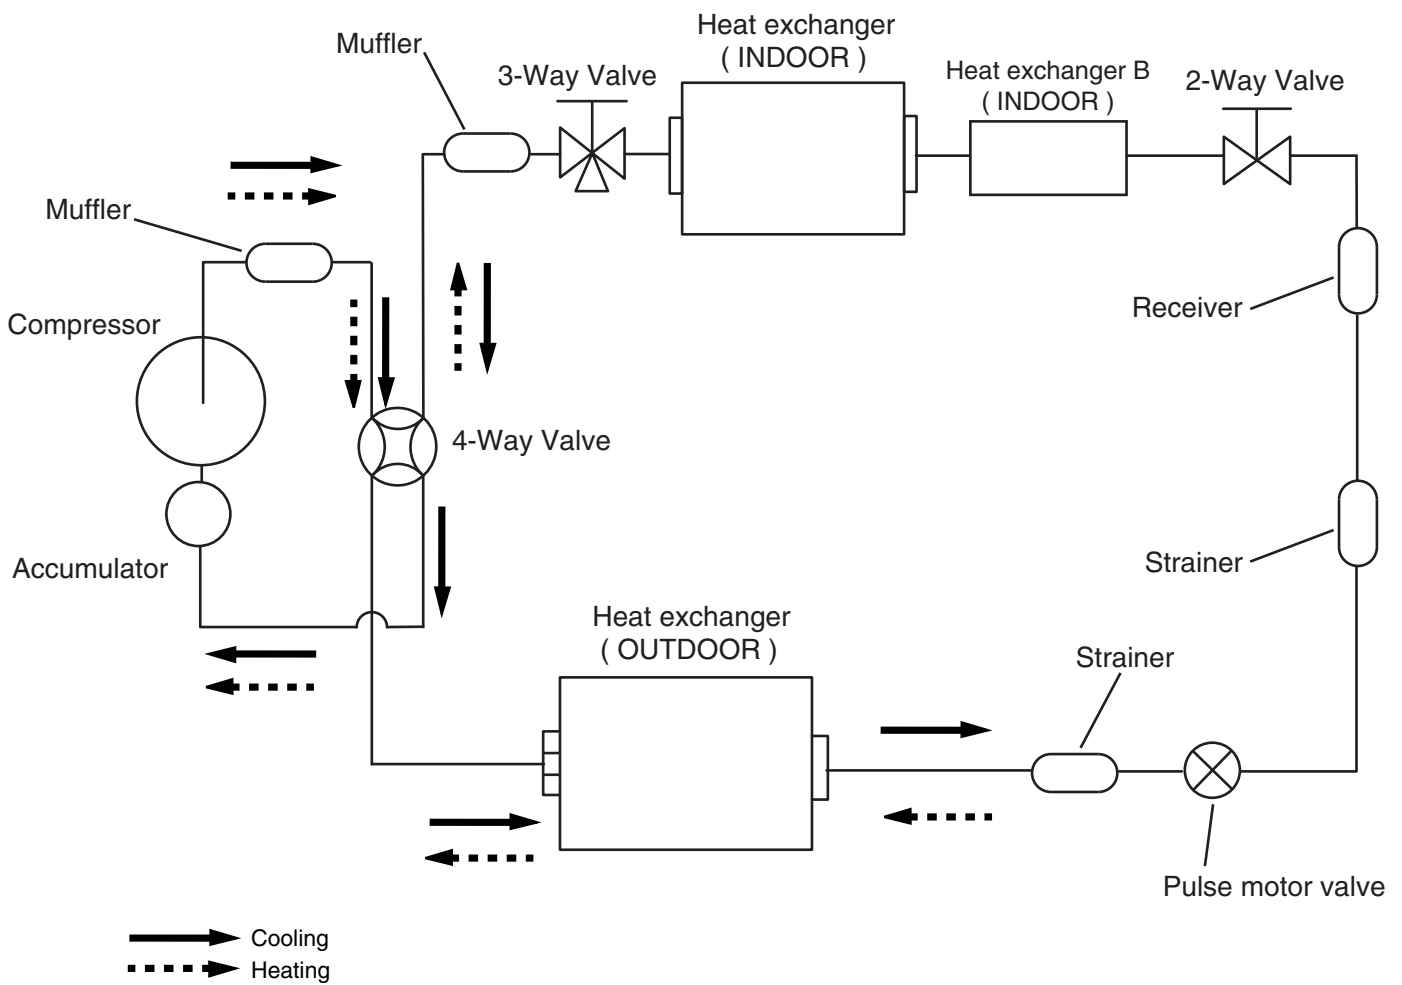 Heat exchanger
( INDOOR )
Muffler
3-Way Valve
Heat exchanger B
( INDOOR )
2-Way Valve
Muffler
Receiver
Compressor
4-Way Valve
Strainer
Accumulator
Heat exchanger
( OUTDOOR )
Strainer
Pulse motor valve
Cooling
Heating